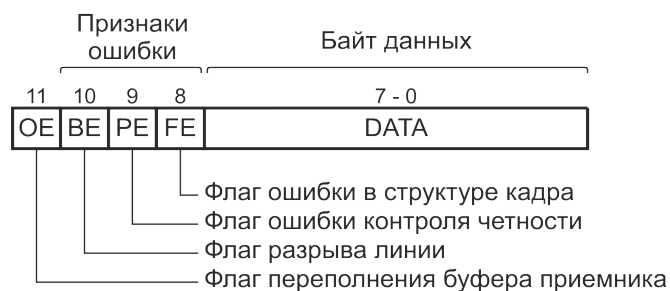 Признаки
ошибки
Байт данных
11 10 9 8 7 - 0
OE BE PE FE DATA
Флаг ошибки в структуре кадра
Флаг ошибки контроля четности
Флаг разрыва линии
Флаг переполнения буфера приемника